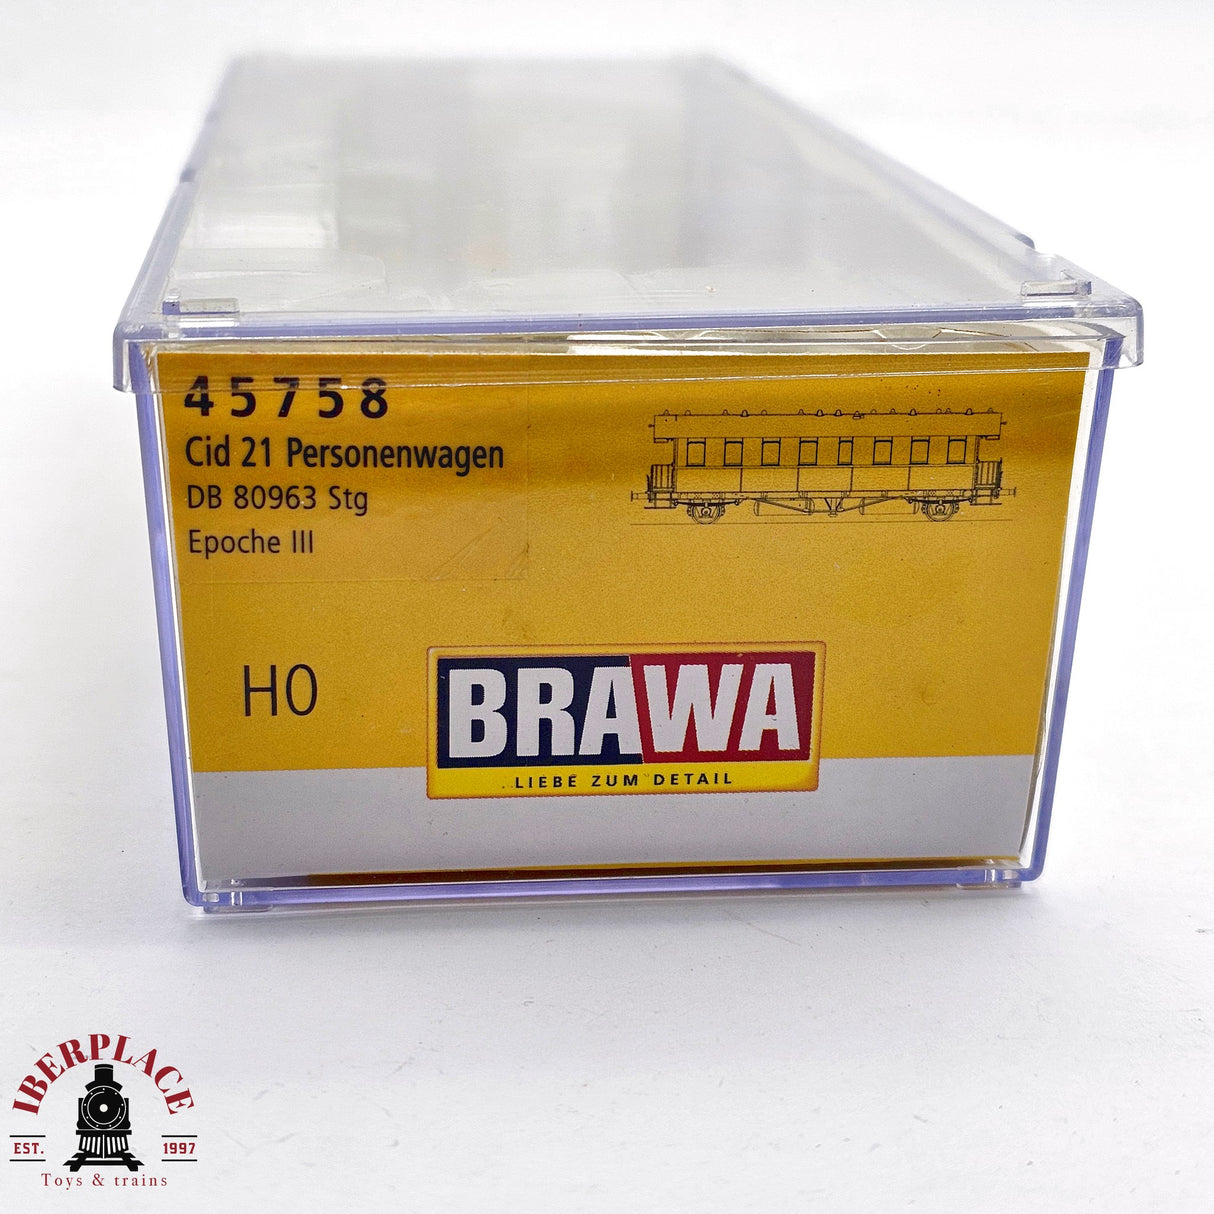 45758
Cid 21 Personenwagen
DB 80963 Stg
Epoche III
H0
BRAWA
LIEBE ZUM DETAIL
IBERPLACE
EST. 1997
Toys & trains